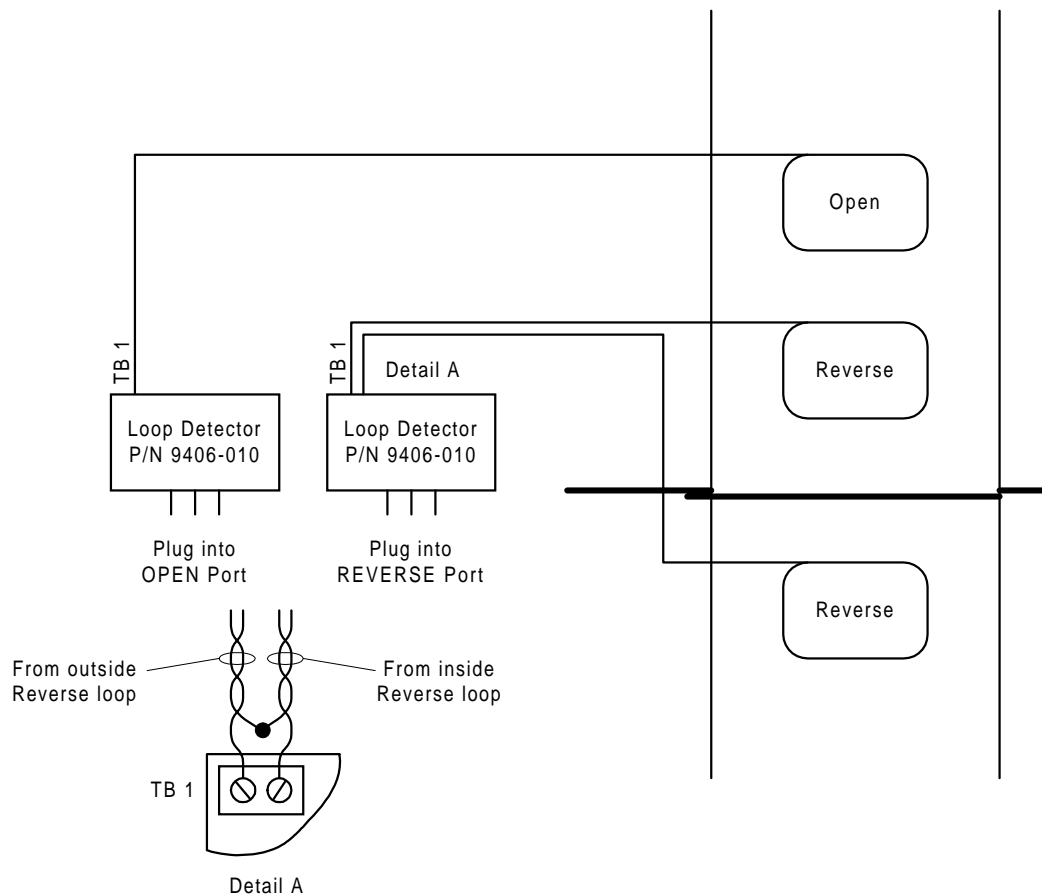 Open
TB 1
TB 1
Detail A
Reverse
Loop Detector
P/N 9406-010
Loop Detector
P/N 9406-010
Plug into
OPEN Port
Plug into
REVERSE Port
Reverse
From outside
Reverse loop
From inside
Reverse loop
TB 1
Detail A